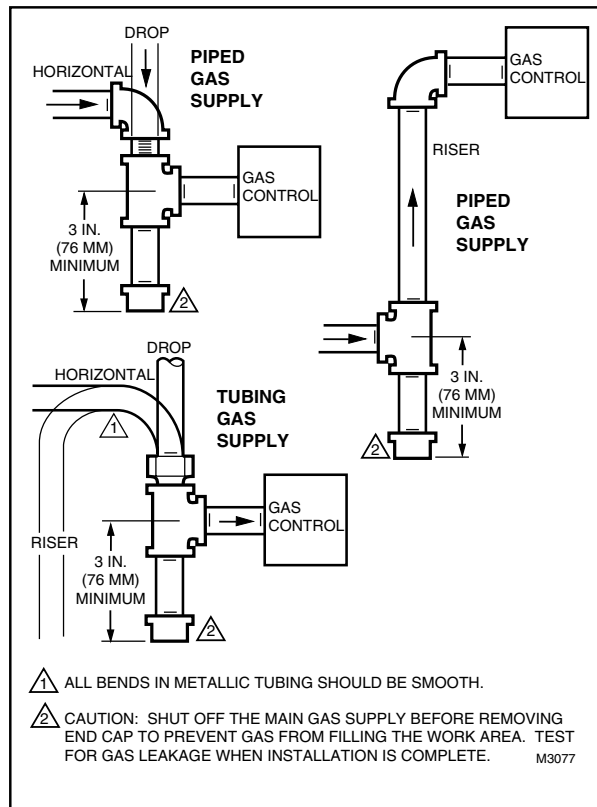 DROP
HORIZONTAL
PIPED
GAS
SUPPLY
GAS
CONTROL
3 IN.
(76 MM)
MINIMUM
2
GAS
CONTROL
RISER
PIPED
GAS
SUPPLY
3 IN.
(76 MM)
MINIMUM
2
DROP
HORIZONTAL
1
TUBING
GAS
SUPPLY
GAS
CONTROL
RISER
3 IN.
(76 MM)
MINIMUM
2
1 ALL BENDS IN METALLIC TUBING SHOULD BE SMOOTH.
2 CAUTION: SHUT OFF THE MAIN GAS SUPPLY BEFORE REMOVING
END CAP TO PREVENT GAS FROM FILLING THE WORK AREA. TEST
FOR GAS LEAKAGE WHEN INSTALLATION IS COMPLETE. M3077